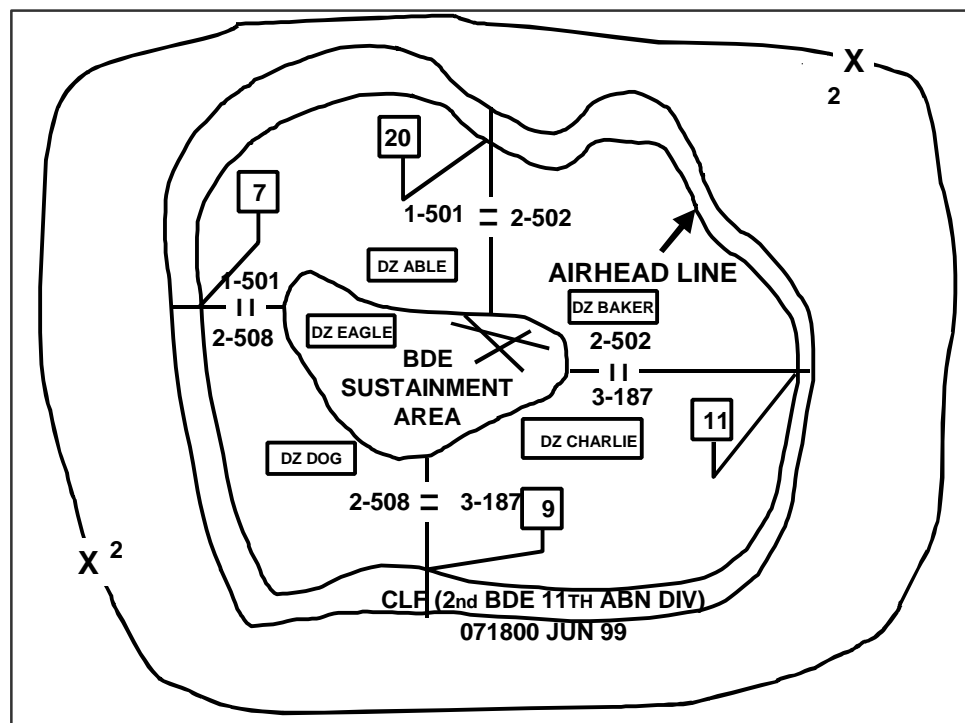 X
2
20
7
1-501 2-502
DZ ABLE
AIRHEAD LINE
1-501
2-508
DZ EAGLE
DZ BAKER
2-502
3-187
BDE
SUSTAINMENT
AREA
11
DZ CHARLIE
DZ DOG
2-508 3-187
9
X 2
CLF (2nd BDE 11TH ABN DIV)
071800 JUN 99